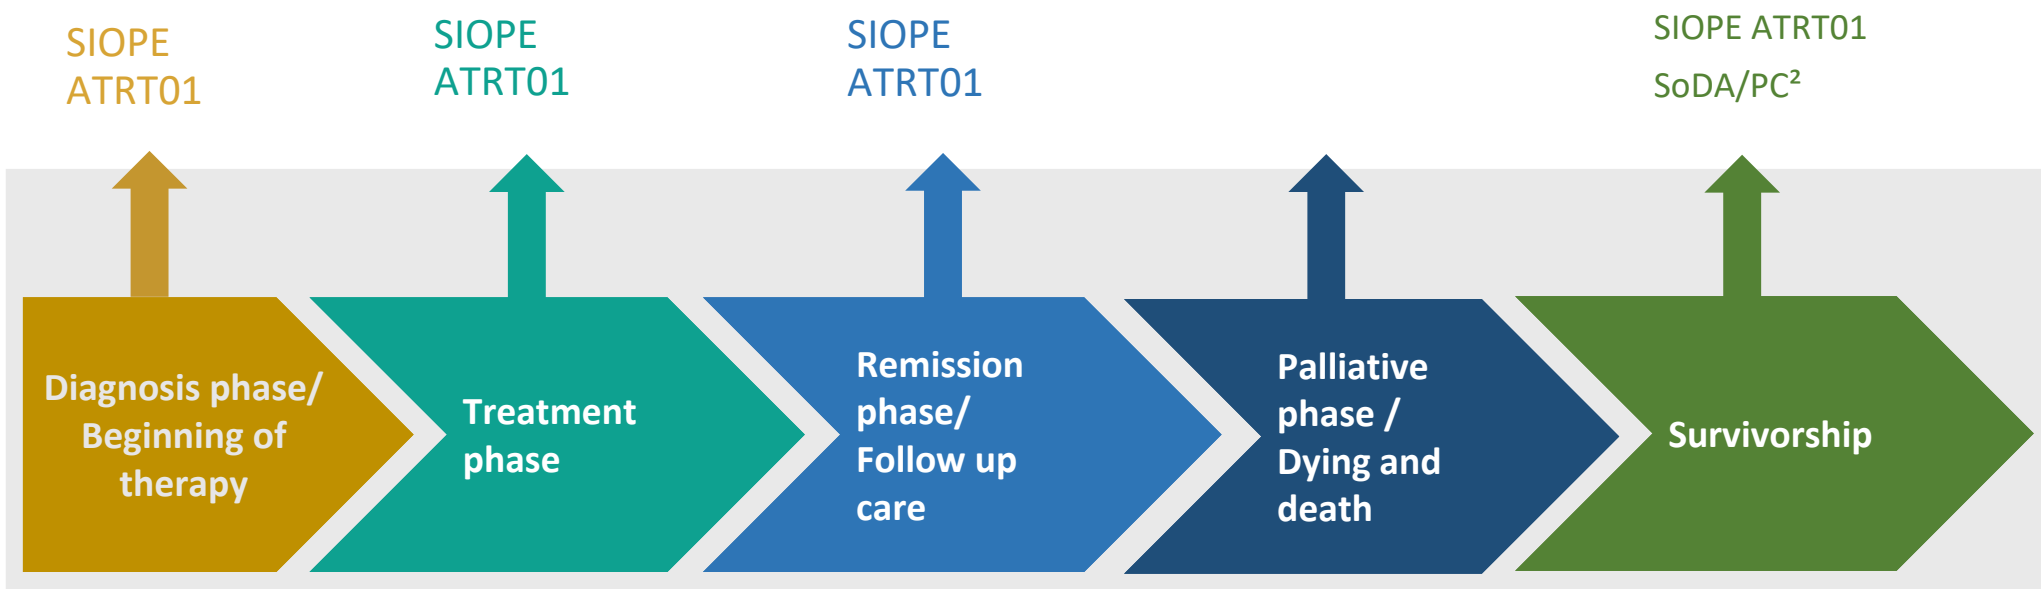 SIOPE
ATRT01
SIOPE
ATRT01
SIOPE
ATRT01
SIOPE ATRT01
SoDA/PC²
Diagnosis phase/
Beginning of
therapy
Treatment
phase
Remission
phase/
Follow up
care
Palliative
phase /
Dying and
death
Survivorship